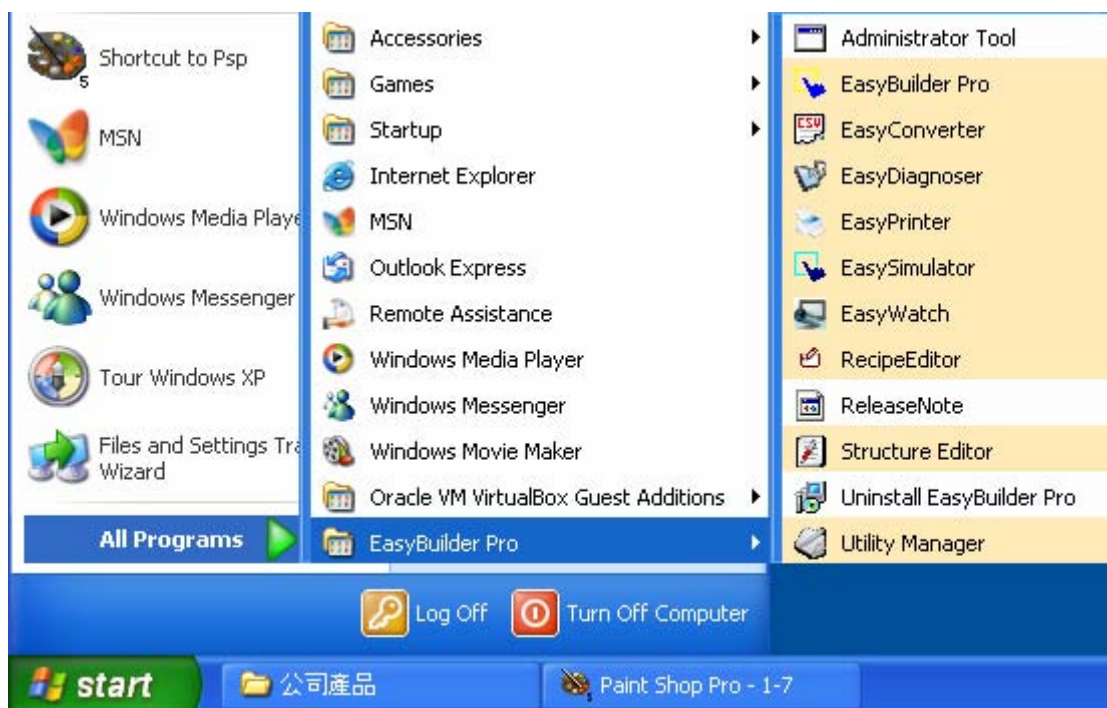 Shortcut to Psp
5
MSN
Windows Media Playe
Windows Messenger
Tour Windows XP
Files and Settings Tra
Wizard
All Programs
Accessories
Games
Startup
Internet Explorer
MSN
Outlook Express
Remote Assistance
Windows Media Player
Windows Messenger
Windows Movie Maker
Oracle VM VirtualBox Guest Additions
EasyBuilder Pro
Administrator Tool
EasyBuilder Pro
CSV
EasyConverter
EasyDiagnoser
EasyPrinter
EasySimulator
EasyWatch
RecipeEditor
ReleaseNote
Structure Editor
Uninstall EasyBuilder Pro
Utility Manager
Log Off
Turn Off Computer
start
公司產品
5
Paint Shop Pro - 1-7